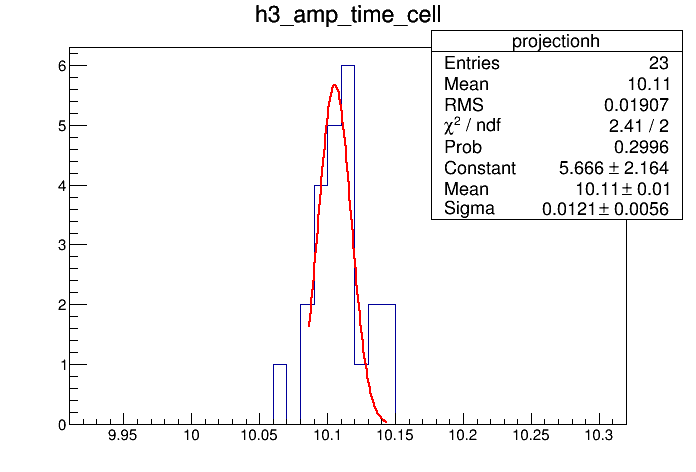 h3_amp_time_cell
projectionh
Entries 23
Mean 10.11
RMS 0.01907
χ² / ndf 2.41 / 2
Prob 0.2996
Constant 5.666 ± 2.164
Mean 10.11 ± 0.01
Sigma 0.0121 ± 0.0056
6
5
4
3
2
1
0
9.95 10 10.05 10.1 10.15 10.2 10.25 10.3